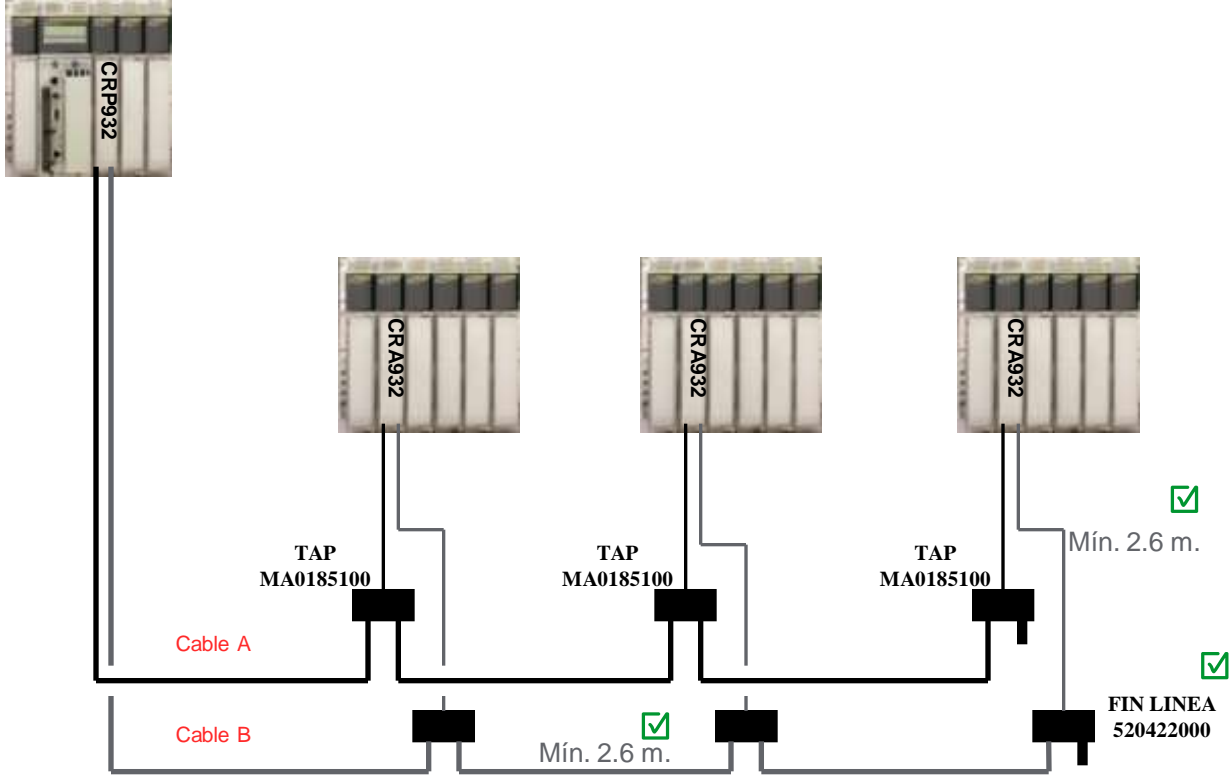 CRP932
CRA932
CRA932
CRA932
Mín. 2.6 m.
TAP
MA0185100
TAP
MA0185100
TAP
MA0185100
Cable A
FIN LINEA
520422000
Cable B
Mín. 2.6 m.